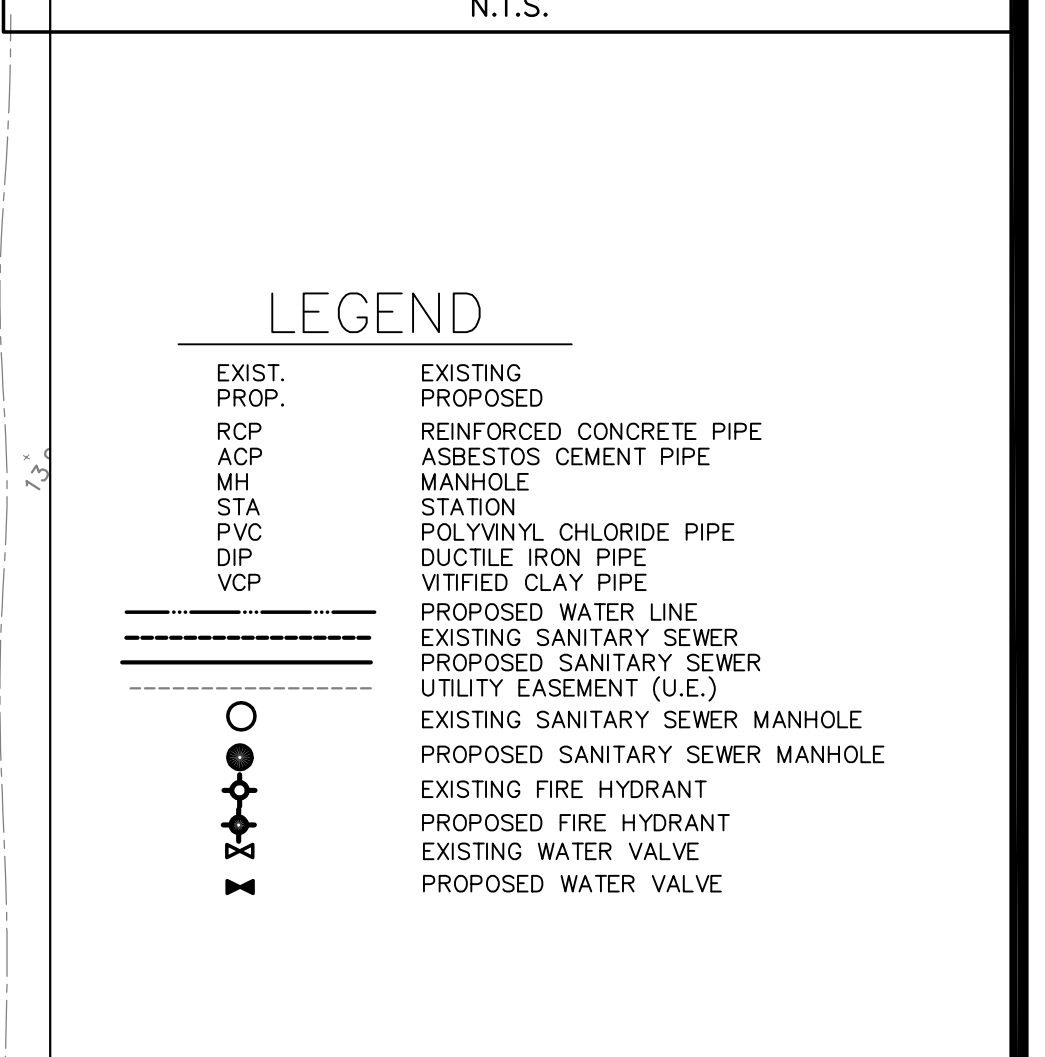 N.T.S.
LEGEND
EXIST. EXISTING
PROP. PROPOSED
RCP REINFORCED CONCRETE PIPE
ACP ASBESTOS CEMENT PIPE
MH MANHOLE
STA STATION
PVC POLYVINYL CHLORIDE PIPE
DIP DUCTILE IRON PIPE
VCP VITIFIED CLAY PIPE
PROPOSED WATER LINE
EXISTING SANITARY SEWER
PROPOSED SANITARY SEWER
UTILITY EASEMENT (U.E.)
EXISTING SANITARY SEWER MANHOLE
PROPOSED SANITARY SEWER MANHOLE
EXISTING FIRE HYDRANT
PROPOSED FIRE HYDRANT
EXISTING WATER VALVE
PROPOSED WATER VALVE